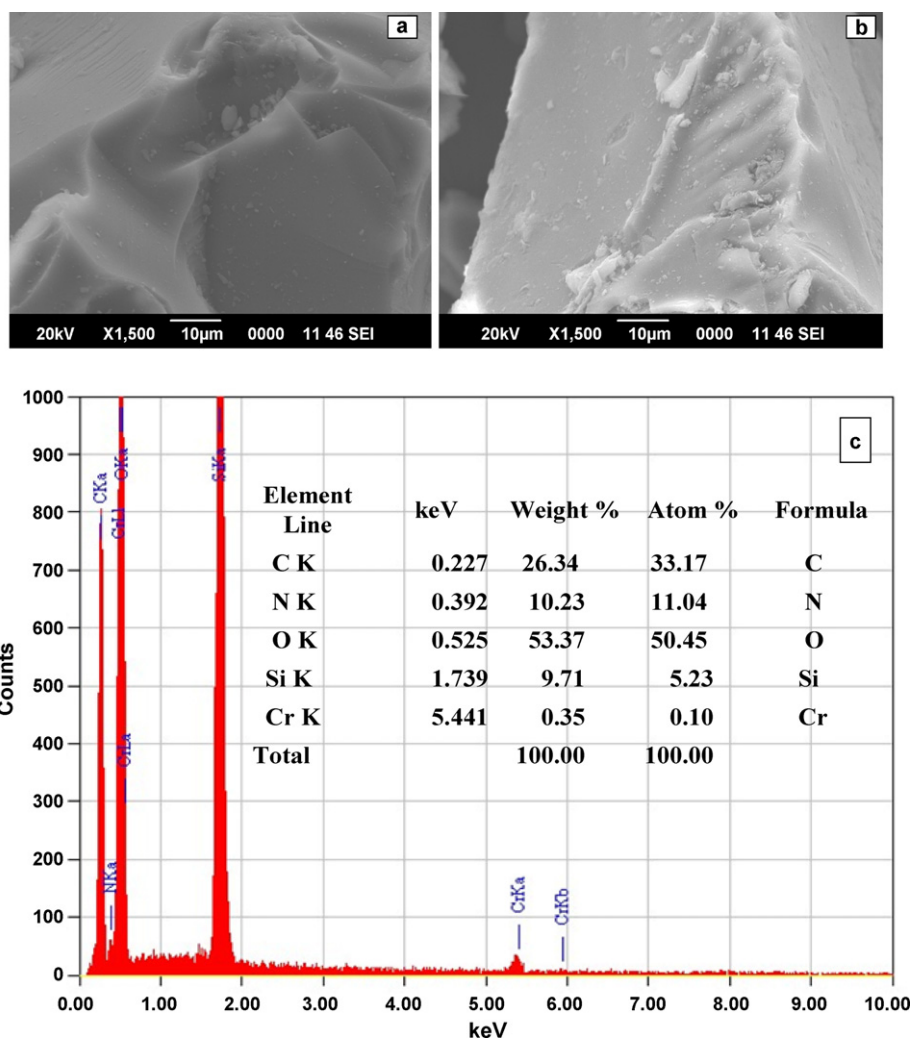 a
b
20kV X1,500 10µm 0000 11 46 SEI
20kV X1,500 10µm 0000 11 46 SEI
c
Counts
1000
900
800
700
600
500
400
300
200
100
0
CKa
OKa
CrLl
CrLa
NKa
SiKa
CrKa
CrKb
Element Line keV Weight % Atom % Formula
C K 0.227 26.34 33.17 C
N K 0.392 10.23 11.04 N
O K 0.525 53.37 50.45 O
Si K 1.739 9.71 5.23 Si
Cr K 5.441 0.35 0.10 Cr
Total 100.00 100.00
0.00 1.00 2.00 3.00 4.00 5.00 6.00 7.00 8.00 9.00 10.00
keV